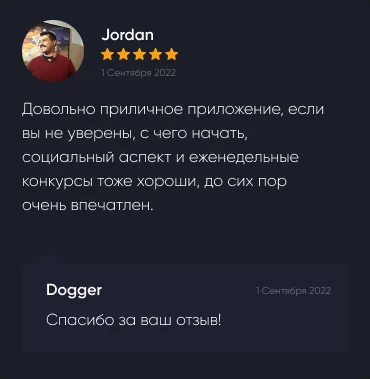 Jordan
1 Сентября 2022
Довольно приличное приложение, если
вы не уверены, с чего начать,
социальный аспект и еженедельные
конкурсы тоже хороши, до сих пор
очень впечатлен.
Dogger
1 Сентября 2022
Спасибо за ваш отзыв!